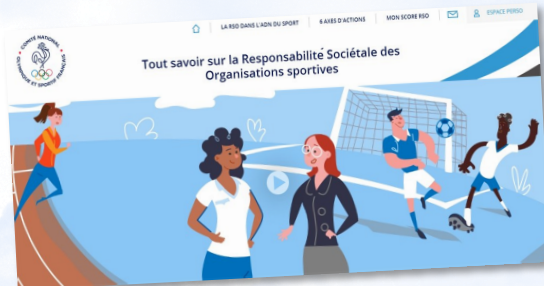 LA RSO DANS L'ADN DU SPORT
6 AXES D'ACTIONS
MON SCORE RSO
ESPACE PERSO
COMITÉ NATIONAL
OLYMPIQUE ET SPORTIF FRANÇAIS
Tout savoir sur la Responsabilité Sociétale des
Organisations sportives